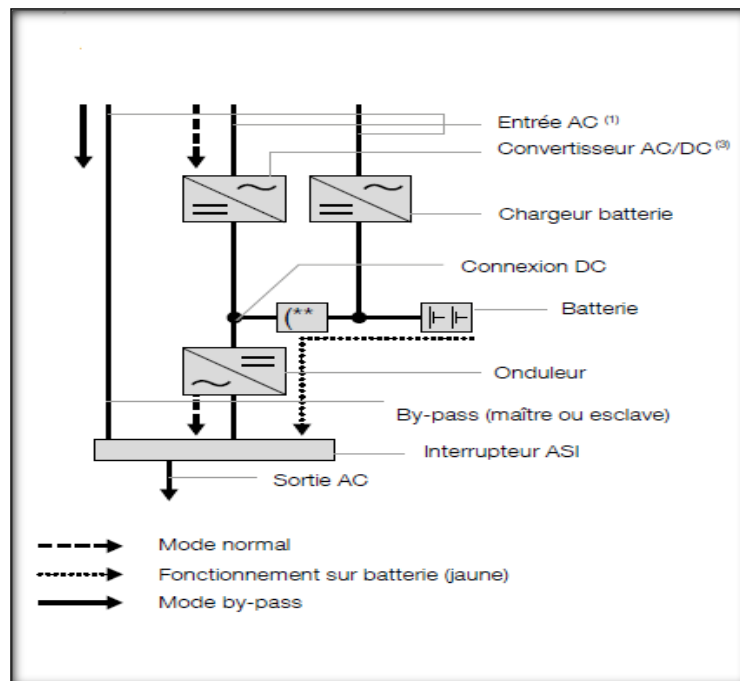 Entrée AC (1)
Convertisseur AC/DC (3)
Chargeur batterie
Connexion DC
(**
Batterie
Onduleur
By-pass (maître ou esclave)
Interrupteur ASI
Sortie AC
Mode normal
Fonctionnement sur batterie (jaune)
Mode by-pass